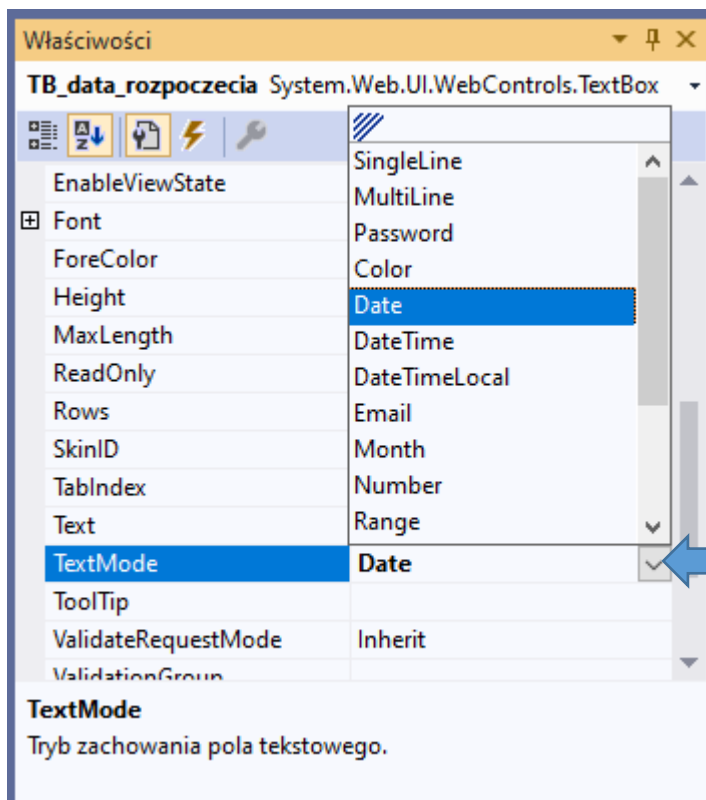 Właściwości
TB_data_rozpoczecia System.Web.UI.WebControls.TextBox
EnableViewState
Font
ForeColor
Height
MaxLength
ReadOnly
Rows
SkinID
TabIndex
Text
SingleLine
MultiLine
Password
Color
Date
DateTime
DateTimeLocal
Email
Month
Number
Range
TextMode Date
ToolTip
ValidateRequestMode Inherit
ValidationGroup
TextMode
Tryb zachowania pola tekstowego.